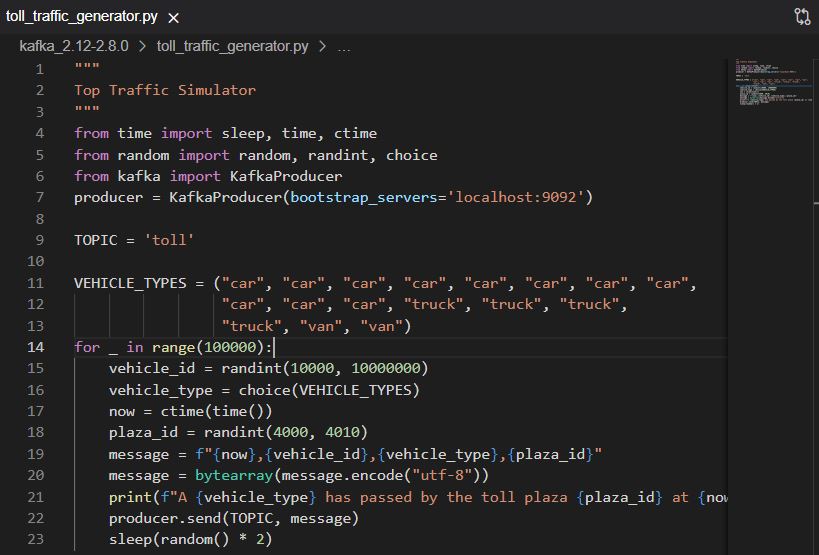 toll_traffic_generator.py ×
kafka_2.12-2.8.0 > toll_traffic_generator.py > ...
1 """
2 Top Traffic Simulator
3 """
4 from time import sleep, time, ctime
5 from random import random, randint, choice
6 from kafka import KafkaProducer
7 producer = KafkaProducer(bootstrap_servers='localhost:9092')
8
9 TOPIC = 'toll'
10
11 VEHICLE_TYPES = ("car", "car", "car", "car", "car", "car", "car", "car",
12 "car", "car", "car", "truck", "truck", "truck",
13 "truck", "van", "van")
14 for _ in range(100000):
15 vehicle_id = randint(10000, 10000000)
16 vehicle_type = choice(VEHICLE_TYPES)
17 now = ctime(time())
18 plaza_id = randint(4000, 4010)
19 message = f"{now},{vehicle_id},{vehicle_type},{plaza_id}"
20 message = bytearray(message.encode("utf-8"))
21 print(f"A {vehicle_type} has passed by the toll plaza {plaza_id} at {now
22 producer.send(TOPIC, message)
23 sleep(random() * 2)